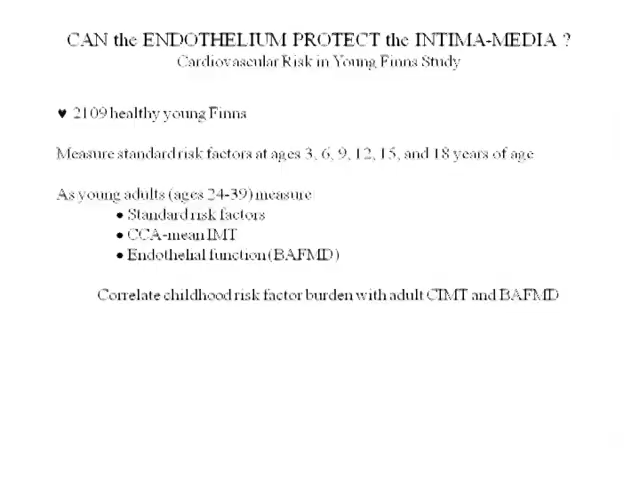 CAN the ENDOTHELIUM PROTECT the INTIMA-MEDIA ?
Cardiovascular Risk in Young Finns Study
♥ 2109 healthy young Finns
Measure standard risk factors at ages 3, 6, 9, 12, 15, and 18 years of age
As young adults (ages 24-39) measure
● Standard risk factors
● CCA-mean IMT
● Endothelial function (BAFMD)
Correlate childhood risk factor burden with adult CIMT and BAFMD